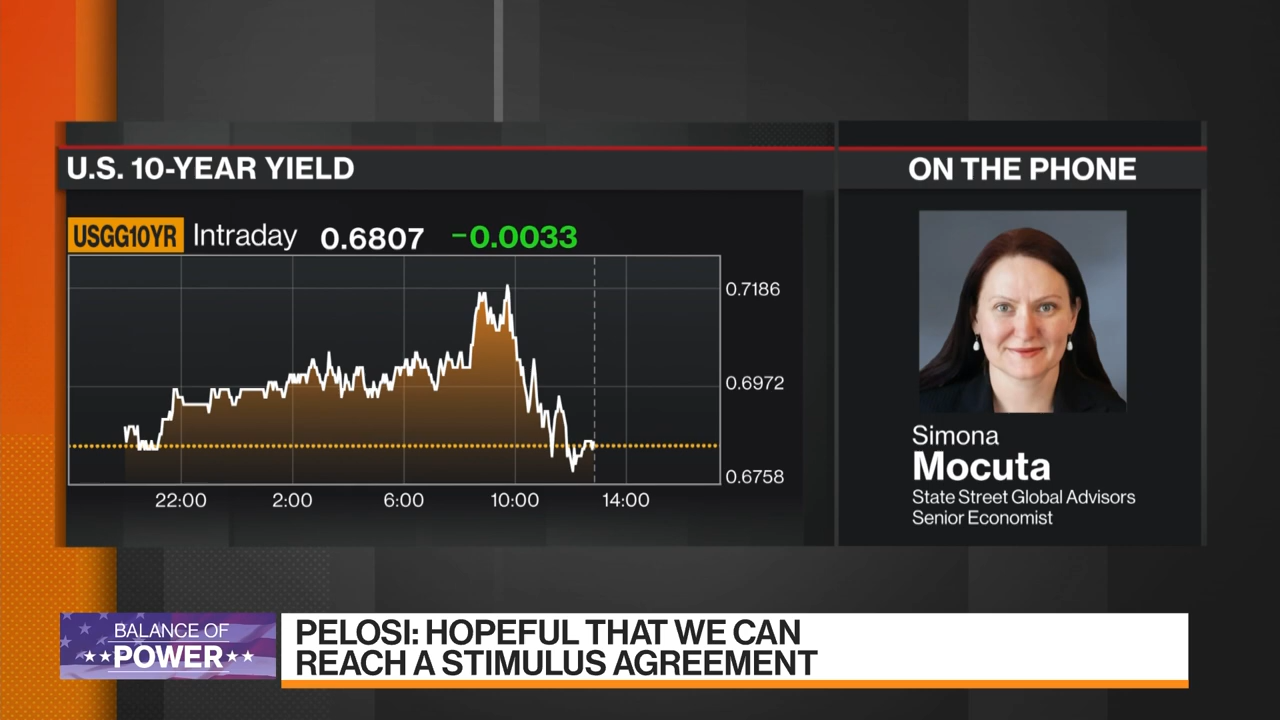 U.S. 10-YEAR YIELD
USGG10YR Intraday 0.6807 -0.0033
0.7186
0.6972
0.6758
22:00 2:00 6:00 10:00 14:00
ON THE PHONE
Simona
Mocuta
State Street Global Advisors
Senior Economist
BALANCE OF
POWER
PELOSI: HOPEFUL THAT WE CAN
REACH A STIMULUS AGREEMENT